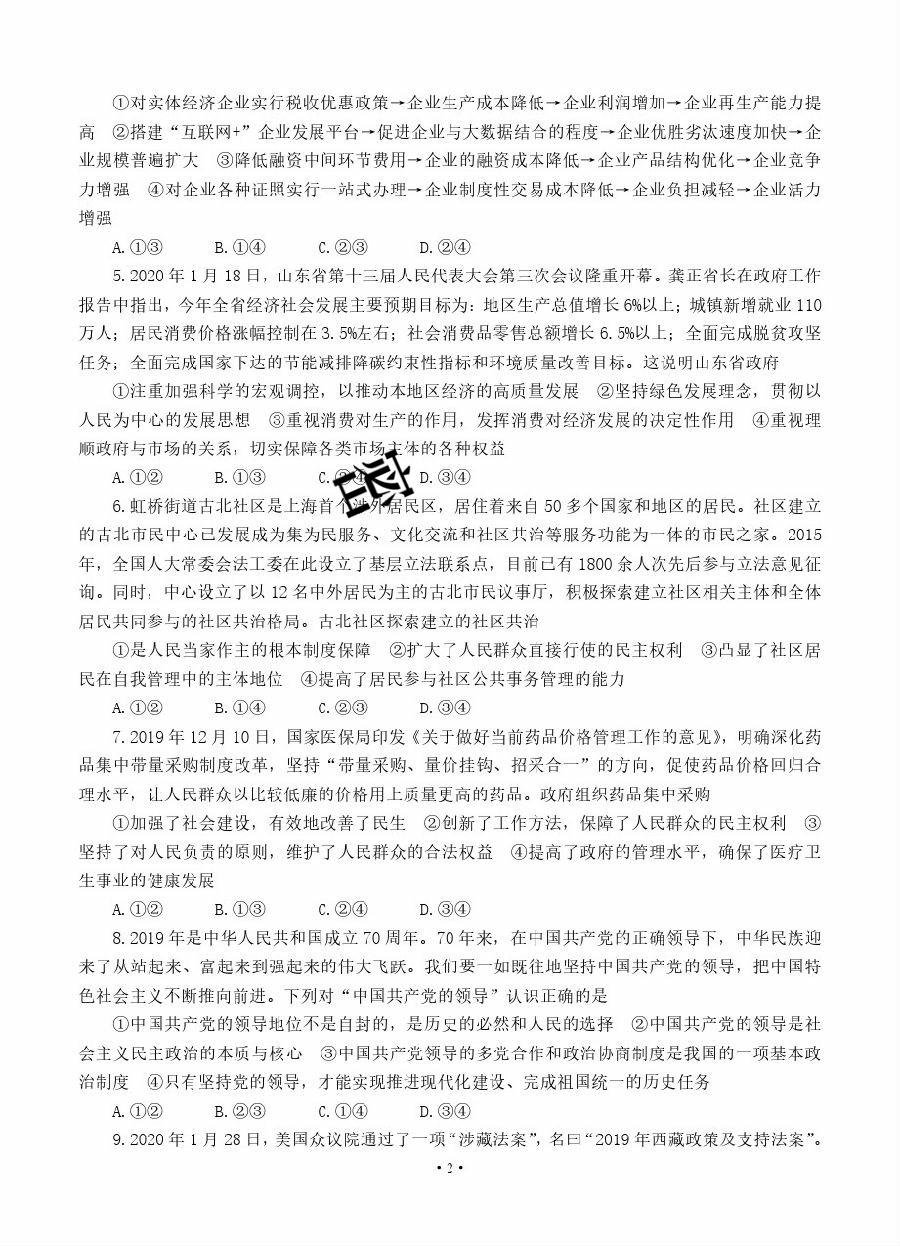 ①对实体经济企业实行税收优惠政策→企业生产成本降低→企业利润增加→企业再生产能力提
高　②搭建“互联网+”企业发展平台→促进企业与大数据结合的程度→企业优胜劣汰速度加快→企
业规模普遍扩大　③降低融资中间环节费用→企业的融资成本降低→企业产品结构优化→企业竞争
力增强　④对企业各种证照实行一站式办理→企业制度性交易成本降低→企业负担减轻→企业活力
增强
A.①③　　B.①④　　C.②③　　D.②④
5.2020年1月18日，山东省第十三届人民代表大会第三次会议隆重开幕。龚正省长在政府工作
报告中指出，今年全省经济社会发展主要预期目标为：地区生产总值增长6%以上；城镇新增就业110
万人；居民消费价格涨幅控制在3.5%左右；社会消费品零售总额增长6.5%以上；全面完成脱贫攻坚
任务；全面完成国家下达的节能减排降碳约束性指标和环境质量改善目标。这说明山东省政府
①注重加强科学的宏观调控，以推动本地区经济的高质量发展　②坚持绿色发展理念，贯彻以
人民为中心的发展思想　③重视消费对生产的作用，发挥消费对经济发展的决定性作用　④重视理
顺政府与市场的关系，切实保障各类市场主体的各种权益
A.①②　　B.①③　　C.②④　　D.③④
密
6.虹桥街道古北社区是上海首个涉外居民区，居住着来自50多个国家和地区的居民。社区建立
的古北市民中心已发展成为集为民服务、文化交流和社区共治等服务功能为一体的市民之家。2015
年，全国人大常委会法工委在此设立了基层立法联系点，目前已有1800余人次先后参与立法意见征
询。同时，中心设立了以12名中外居民为主的古北市民议事厅，积极探索建立社区相关主体和全体
居民共同参与的社区共治格局。古北社区探索建立的社区共治
①是人民当家作主的根本制度保障　②扩大了人民群众直接行使的民主权利　③凸显了社区居
民在自我管理中的主体地位　④提高了居民参与社区公共事务管理的能力
A.①②　　B.①④　　C.②③　　D.③④
7.2019年12月10日，国家医保局印发《关于做好当前药品价格管理工作的意见》，明确深化药
品集中带量采购制度改革，坚持“带量采购、量价挂钩、招采合一”的方向，促使药品价格回归合
理水平，让人民群众以比较低廉的价格用上质量更高的药品。政府组织药品集中采购
①加强了社会建设，有效地改善了民生　②创新了工作方法，保障了人民群众的民主权利　③
坚持了对人民负责的原则，维护了人民群众的合法权益　④提高了政府的管理水平，确保了医疗卫
生事业的健康发展
A.①②　　B.①③　　C.②④　　D.③④
8.2019年是中华人民共和国成立70周年。70年来，在中国共产党的正确领导下，中华民族迎
来了从站起来、富起来到强起来的伟大飞跃。我们要一如既往地坚持中国共产党的领导，把中国特
色社会主义不断推向前进。下列对“中国共产党的领导”认识正确的是
①中国共产党的领导地位不是自封的，是历史的必然和人民的选择　②中国共产党的领导是社
会主义民主政治的本质与核心　③中国共产党领导的多党合作和政治协商制度是我国的一项基本政
治制度　④只有坚持党的领导，才能实现推进现代化建设、完成祖国统一的历史任务
A.①②　　B.②③　　C.①④　　D.③④
9.2020年1月28日，美国众议院通过了一项“涉藏法案”，名曰“2019年西藏政策及支持法案”。
·2·